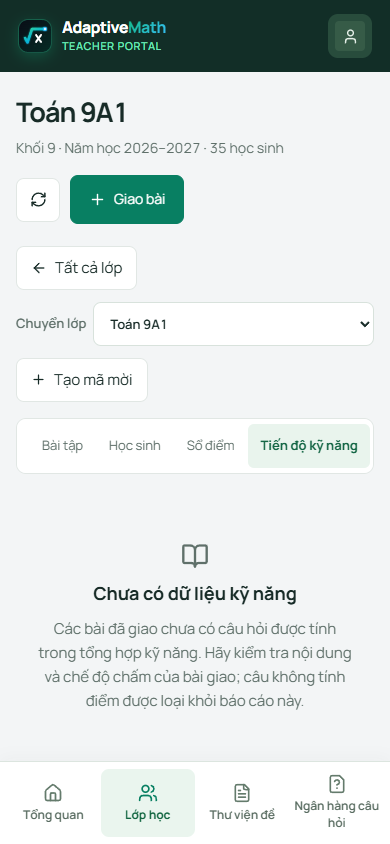 AdaptiveMath
TEACHER PORTAL
Toán 9A1
Khối 9 · Năm học 2026–2027 · 35 học sinh
Giao bài
Tất cả lớp
Chuyển lớp
Toán 9A1
Tạo mã mời
Bài tập
Học sinh
Sổ điểm
Tiến độ kỹ năng
Chưa có dữ liệu kỹ năng
Các bài đã giao chưa có câu hỏi được tính
trong tổng hợp kỹ năng. Hãy kiểm tra nội dung
và chế độ chấm của bài giao; câu không tính
điểm được loại khỏi báo cáo này.
Tổng quan
Lớp học
Thư viện đề
Ngân hàng câu
hỏi